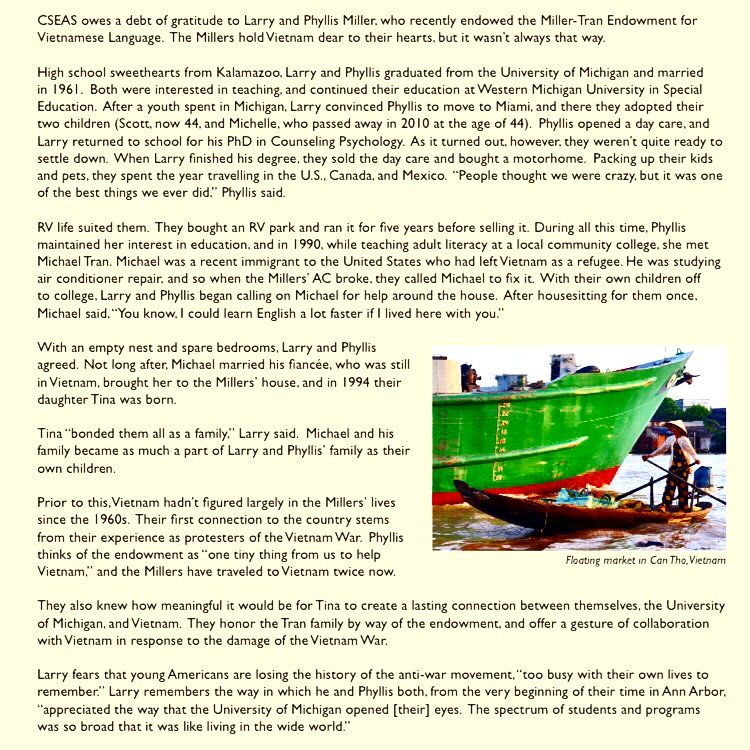 CSEAS owes a debt of gratitude to Larry and Phyllis Miller, who recently endowed the Miller-Tran Endowment for
Vietnamese Language. The Millers hold Vietnam dear to their hearts, but it wasn't always that way.
High school sweethearts from Kalamazoo, Larry and Phyllis graduated from the University of Michigan and married
in 1961. Both were interested in teaching, and continued their education at Western Michigan University in Special
Education. After a youth spent in Michigan, Larry convinced Phyllis to move to Miami, and there they adopted their
two children (Scott, now 44, and Michelle, who passed away in 2010 at the age of 44). Phyllis opened a day care, and
Larry returned to school for his PhD in Counseling Psychology. As it turned out, however, they weren't quite ready to
settle down. When Larry finished his degree, they sold the day care and bought a motorhome. Packing up their kids
and pets, they spent the year travelling in the U.S., Canada, and Mexico. "People thought we were crazy, but it was one
of the best things we ever did," Phyllis said.
RV life suited them. They bought an RV park and ran it for five years before selling it. During all this time, Phyllis
maintained her interest in education, and in 1990, while teaching adult literacy at a local community college, she met
Michael Tran. Michael was a recent immigrant to the United States who had left Vietnam as a refugee. He was studying
air conditioner repair, and so when the Millers' AC broke, they called Michael to fix it. With their own children off
to college, Larry and Phyllis began calling on Michael for help around the house. After housesitting for them once,
Michael said, "You know, I could learn English a lot faster if I lived here with you."
With an empty nest and spare bedrooms, Larry and Phyllis
agreed. Not long after, Michael married his fiancée, who was still
in Vietnam, brought her to the Millers' house, and in 1994 their
daughter Tina was born.
Tina "bonded them all as a family," Larry said. Michael and his
family became as much a part of Larry and Phyllis' family as their
own children.
Prior to this, Vietnam hadn't figured largely in the Millers' lives
since the 1960s. Their first connection to the country stems
from their experience as protesters of the Vietnam War. Phyllis
thinks of the endowment as "one tiny thing from us to help
Vietnam," and the Millers have traveled to Vietnam twice now.
Floating market in Can Tho, Vietnam
They also knew how meaningful it would be for Tina to create a lasting connection between themselves, the University
of Michigan, and Vietnam. They honor the Tran family by way of the endowment, and offer a gesture of collaboration
with Vietnam in response to the damage of the Vietnam War.
Larry fears that young Americans are losing the history of the anti-war movement, "too busy with their own lives to
remember." Larry remembers the way in which he and Phyllis both, from the very beginning of their time in Ann Arbor,
"appreciated the way that the University of Michigan opened [their] eyes. The spectrum of students and programs
was so broad that it was like living in the wide world."